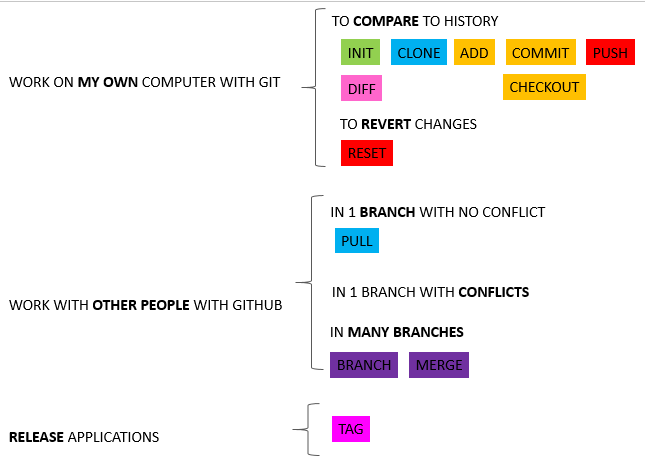 TO COMPARE TO HISTORY
INIT CLONE ADD COMMIT PUSH
WORK ON MY OWN COMPUTER WITH GIT
DIFF CHECKOUT
TO REVERT CHANGES
RESET
IN 1 BRANCH WITH NO CONFLICT
PULL
IN 1 BRANCH WITH CONFLICTS
WORK WITH OTHER PEOPLE WITH GITHUB
IN MANY BRANCHES
BRANCH MERGE
TAG
RELEASE APPLICATIONS